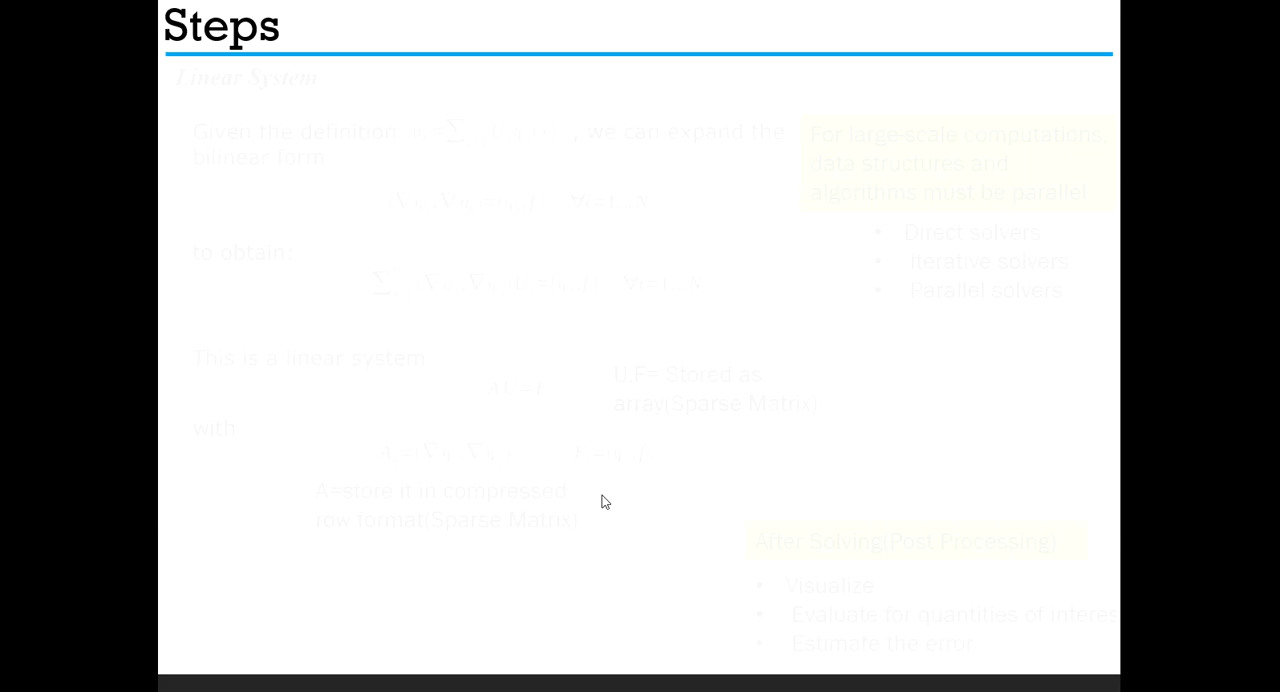 Steps
Linear System
Given the definition , we can expand the
bilinear form
to obtain:
This is a linear system
with
A=store it in compressed
row format(Sparse Matrix)
U,F= Stored as
array(Sparse Matrix)
For large-scale computations,
data structures and
algorithms must be parallel
• Direct solvers
• Iterative solvers
• Parallel solvers
After Solving(Post Processing)
• Visualize
• Evaluate for quantities of interes
• Estimate the error